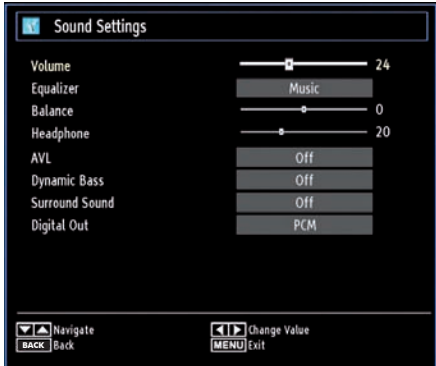 Sound Settings
Volume 24
Equalizer Music
Balance 0
Headphone 20
AVL Off
Dynamic Bass Off
Surround Sound Off
Digital Out PCM
Navigate Change Value
BACK Back MENU Exit